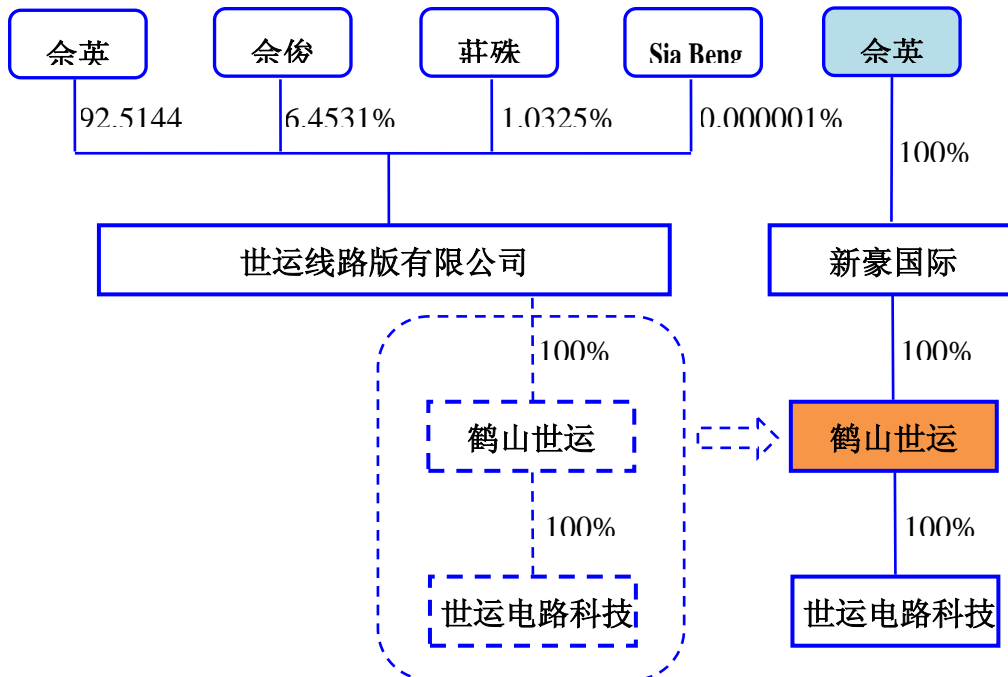 佘英
佘俊
莊硃
Sia Beng
佘英
92.5144
6.4531%
1.0325%
0.000001%
100%
世运线路版有限公司
新豪国际
100%
100%
鹤山世运
鹤山世运
100%
100%
世运电路科技
世运电路科技